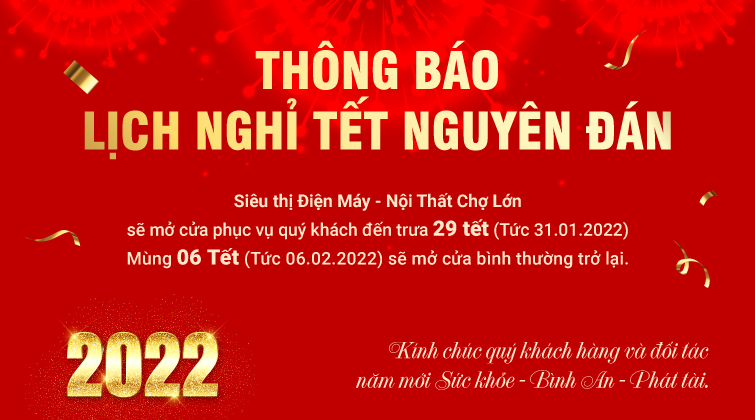 THÔNG BÁO
LỊCH NGHỈ TẾT NGUYÊN ĐÁN
Siêu thị Điện Máy - Nội Thất Chợ Lớn
sẽ mở cửa phục vụ quý khách đến trưa 29 tết (Tức 31.01.2022)
Mùng 06 Tết (Tức 06.02.2022) sẽ mở cửa bình thường trở lại.
2022
Kính chúc quý khách hàng và đối tác
năm mới Sức khỏe - Bình An - Phát tài.